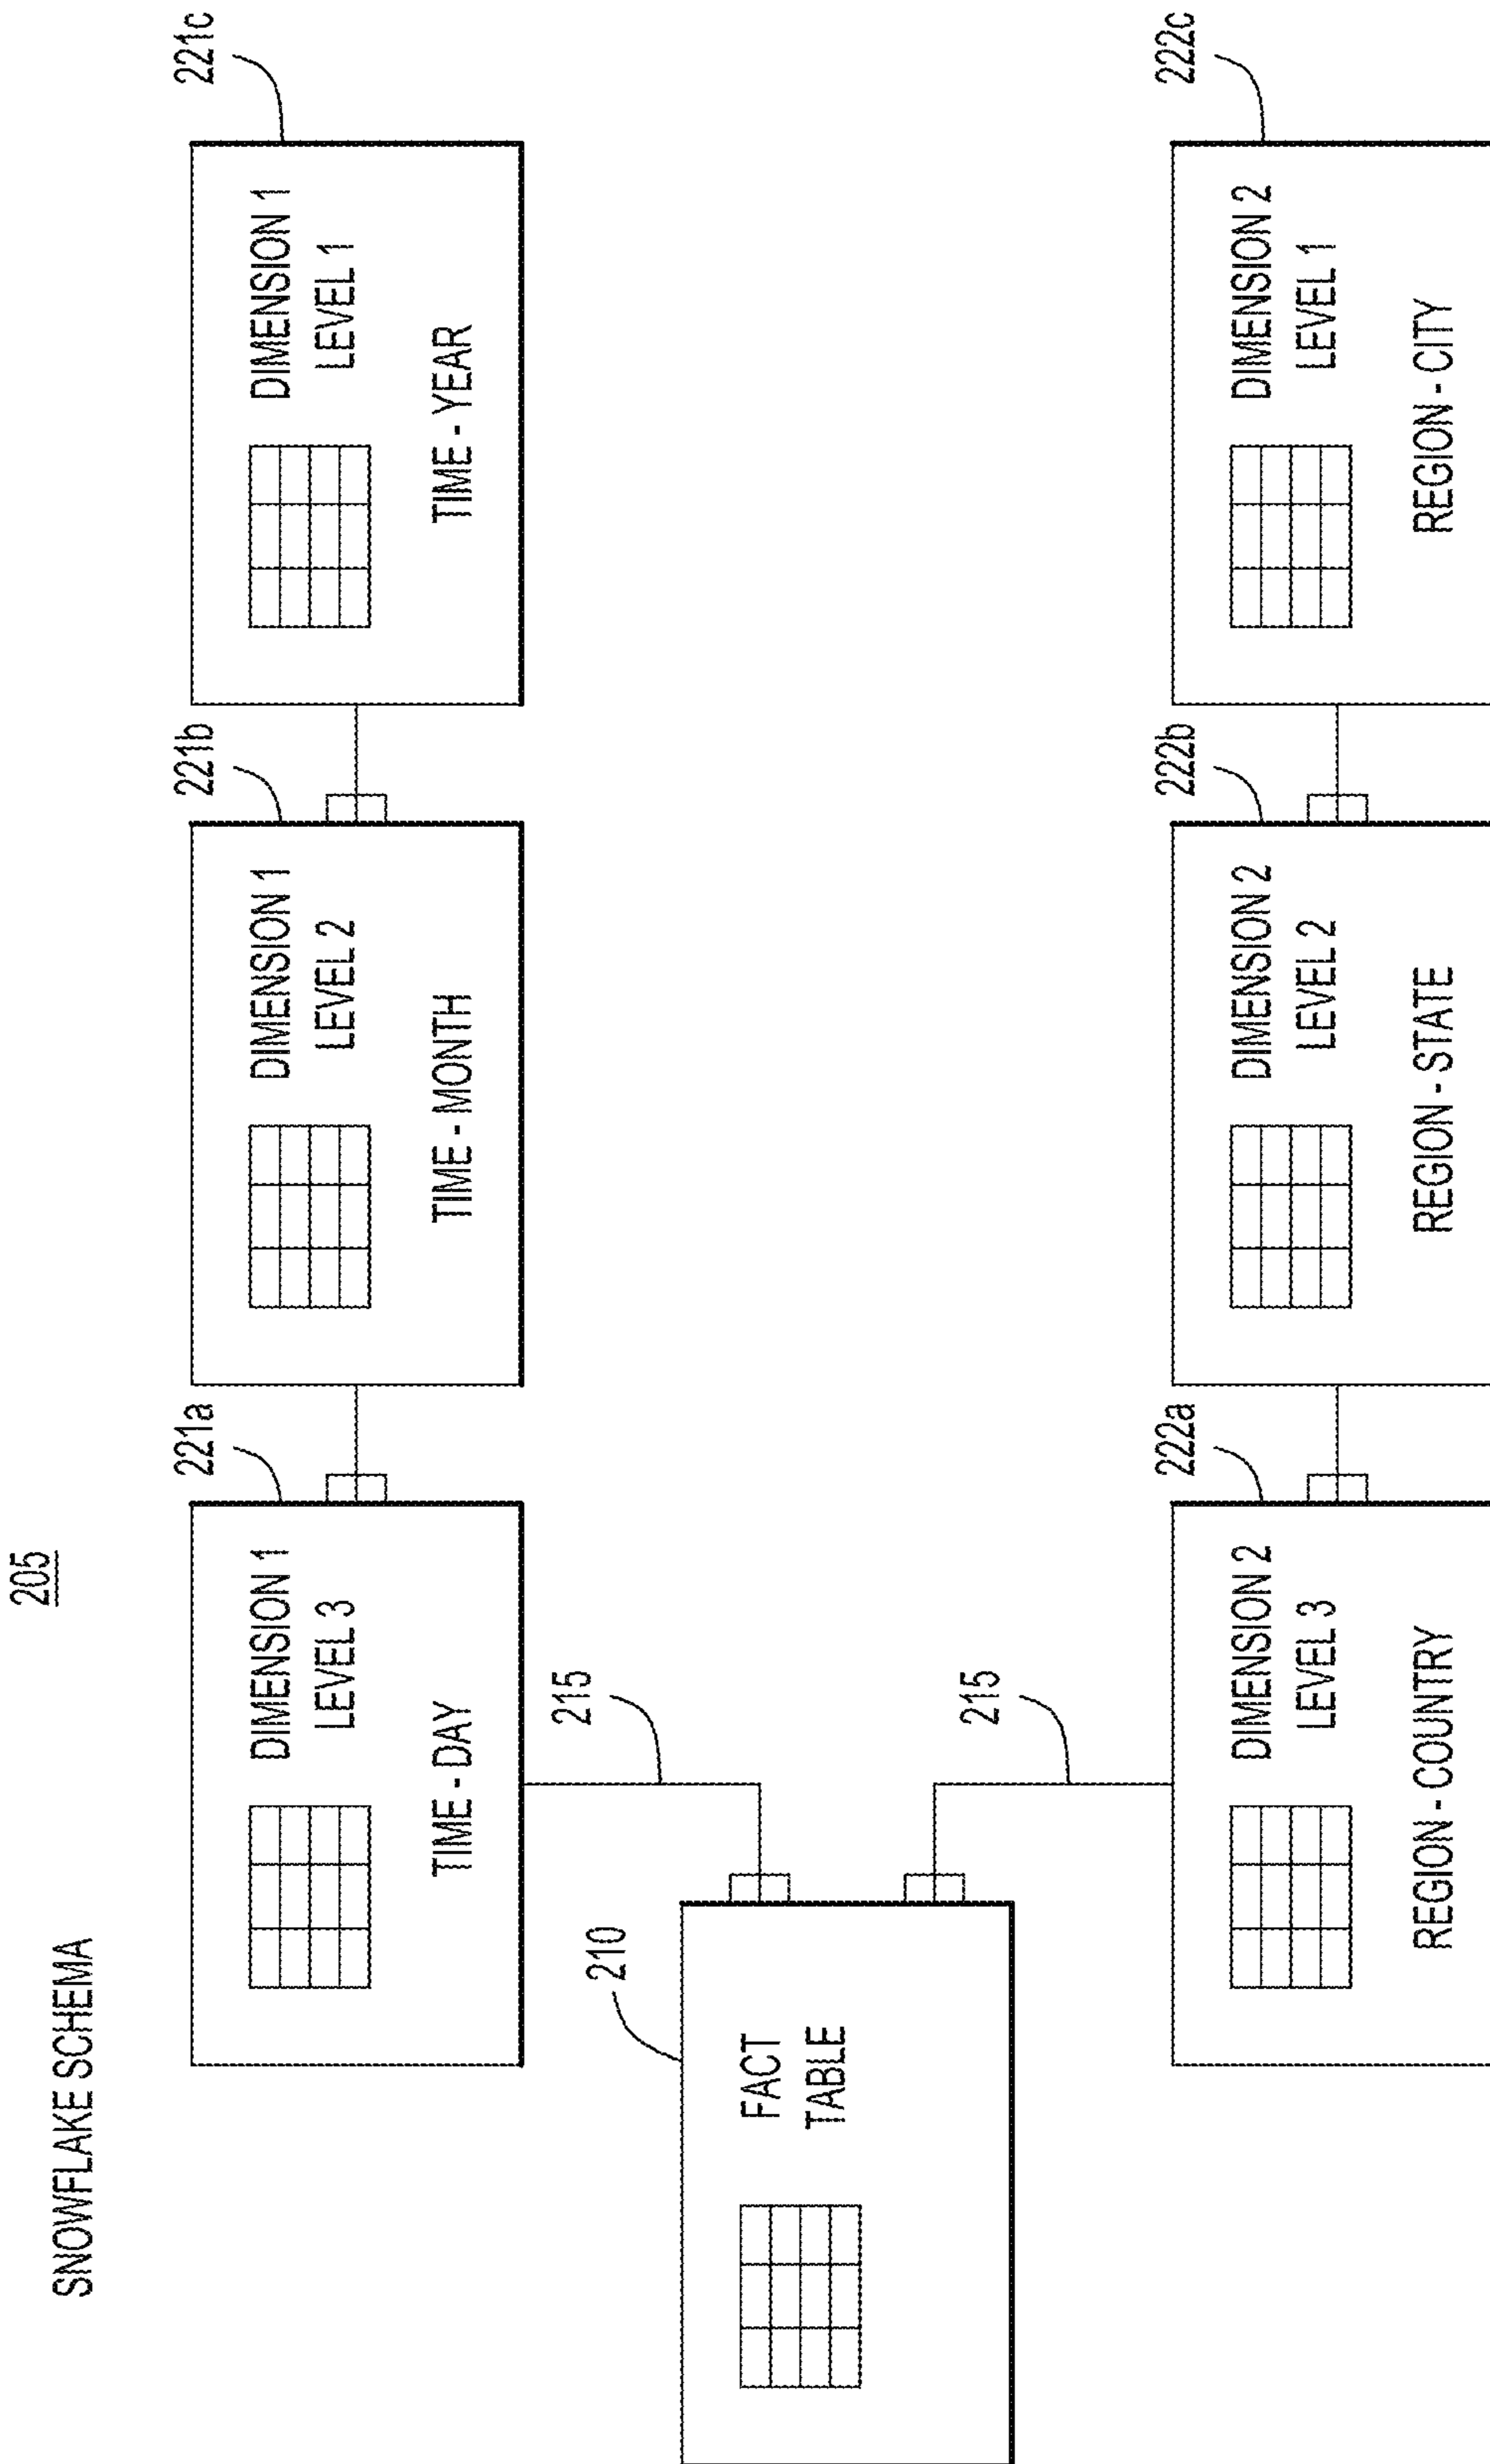 SNOWFLAKE SCHEMA
205
221a
DIMENSION 1
LEVEL 3
TIME - DAY
221b
DIMENSION 1
LEVEL 2
TIME - MONTH
221c
DIMENSION 1
LEVEL 1
TIME - YEAR
215
210
FACT
TABLE
215
222a
DIMENSION 2
LEVEL 3
REGION - COUNTRY
222b
DIMENSION 2
LEVEL 2
REGION - STATE
222c
DIMENSION 2
LEVEL 1
REGION - CITY